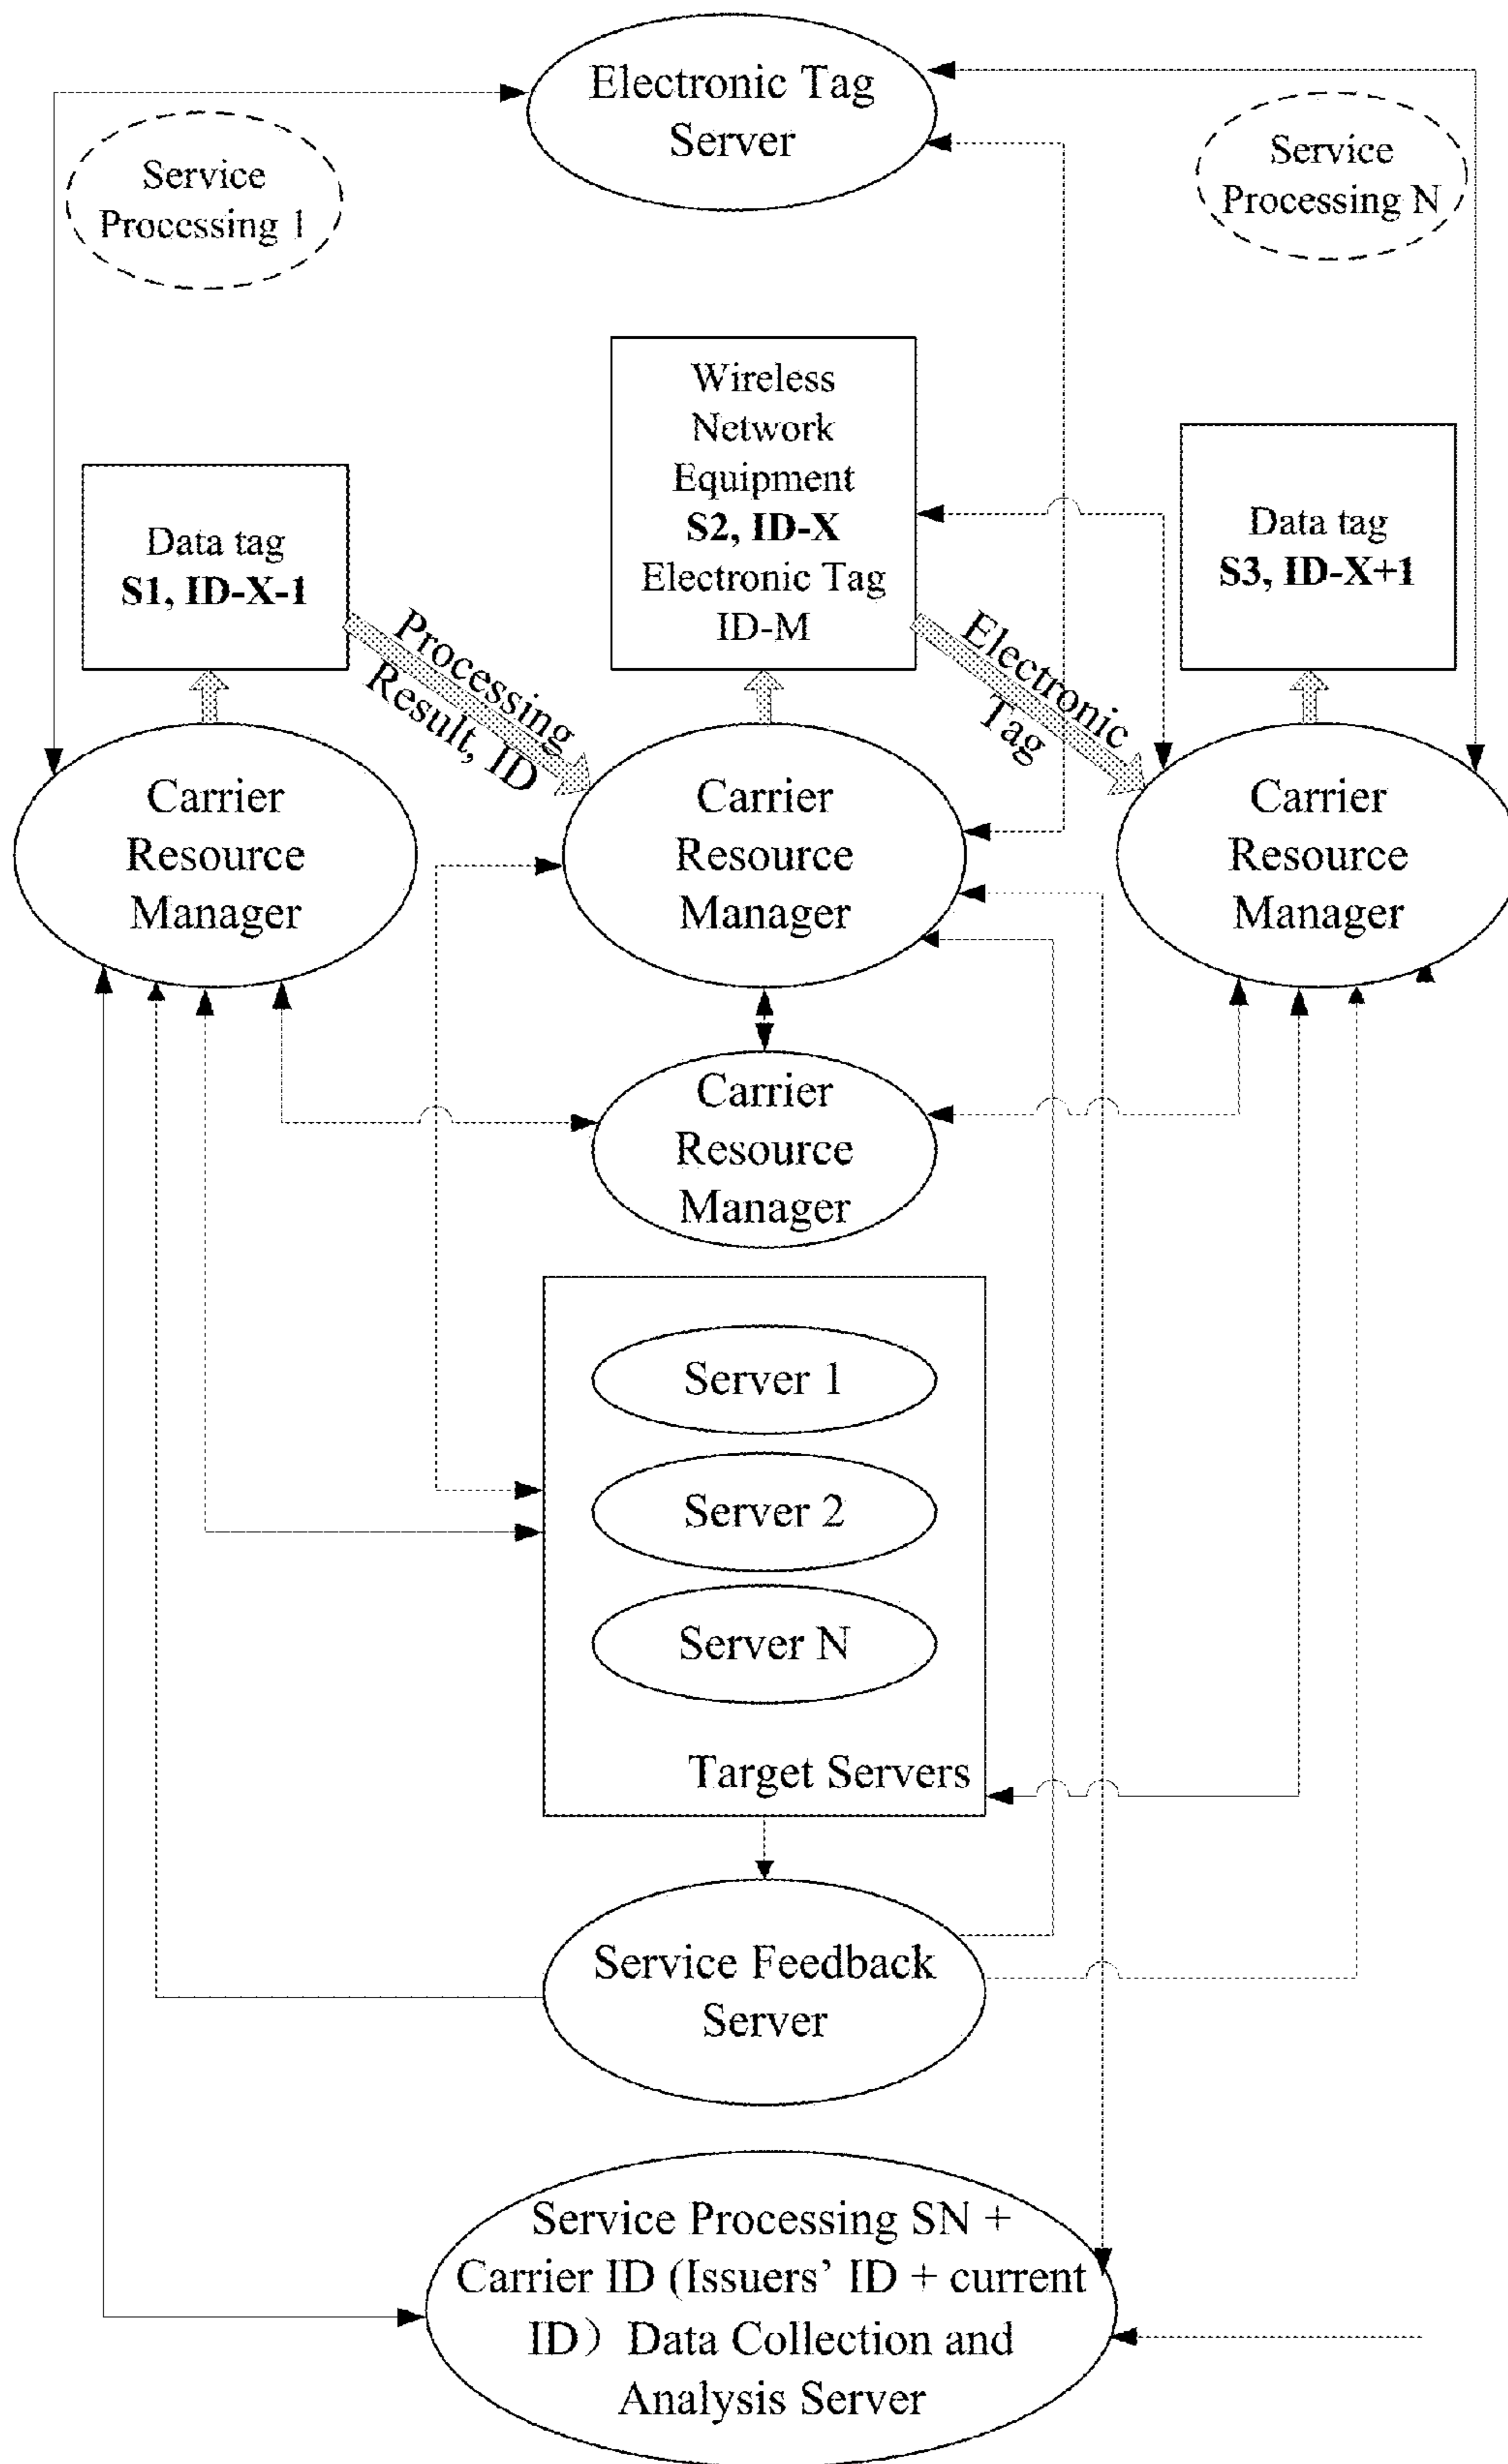 Electronic Tag
Server
Service
Processing 1
Service
Processing N
Wireless
Network
Equipment
S2, ID-X
Electronic Tag
ID-M
Data tag
S1, ID-X-1
Data tag
S3, ID-X+1
Processing
Result, ID
Electronic
Tag
Carrier
Resource
Manager
Carrier
Resource
Manager
Carrier
Resource
Manager
Carrier
Resource
Manager
Server 1
Server 2
Server N
Target Servers
Service Feedback
Server
Service Processing SN +
Carrier ID (Issuers’ ID + current
ID）Data Collection and
Analysis Server